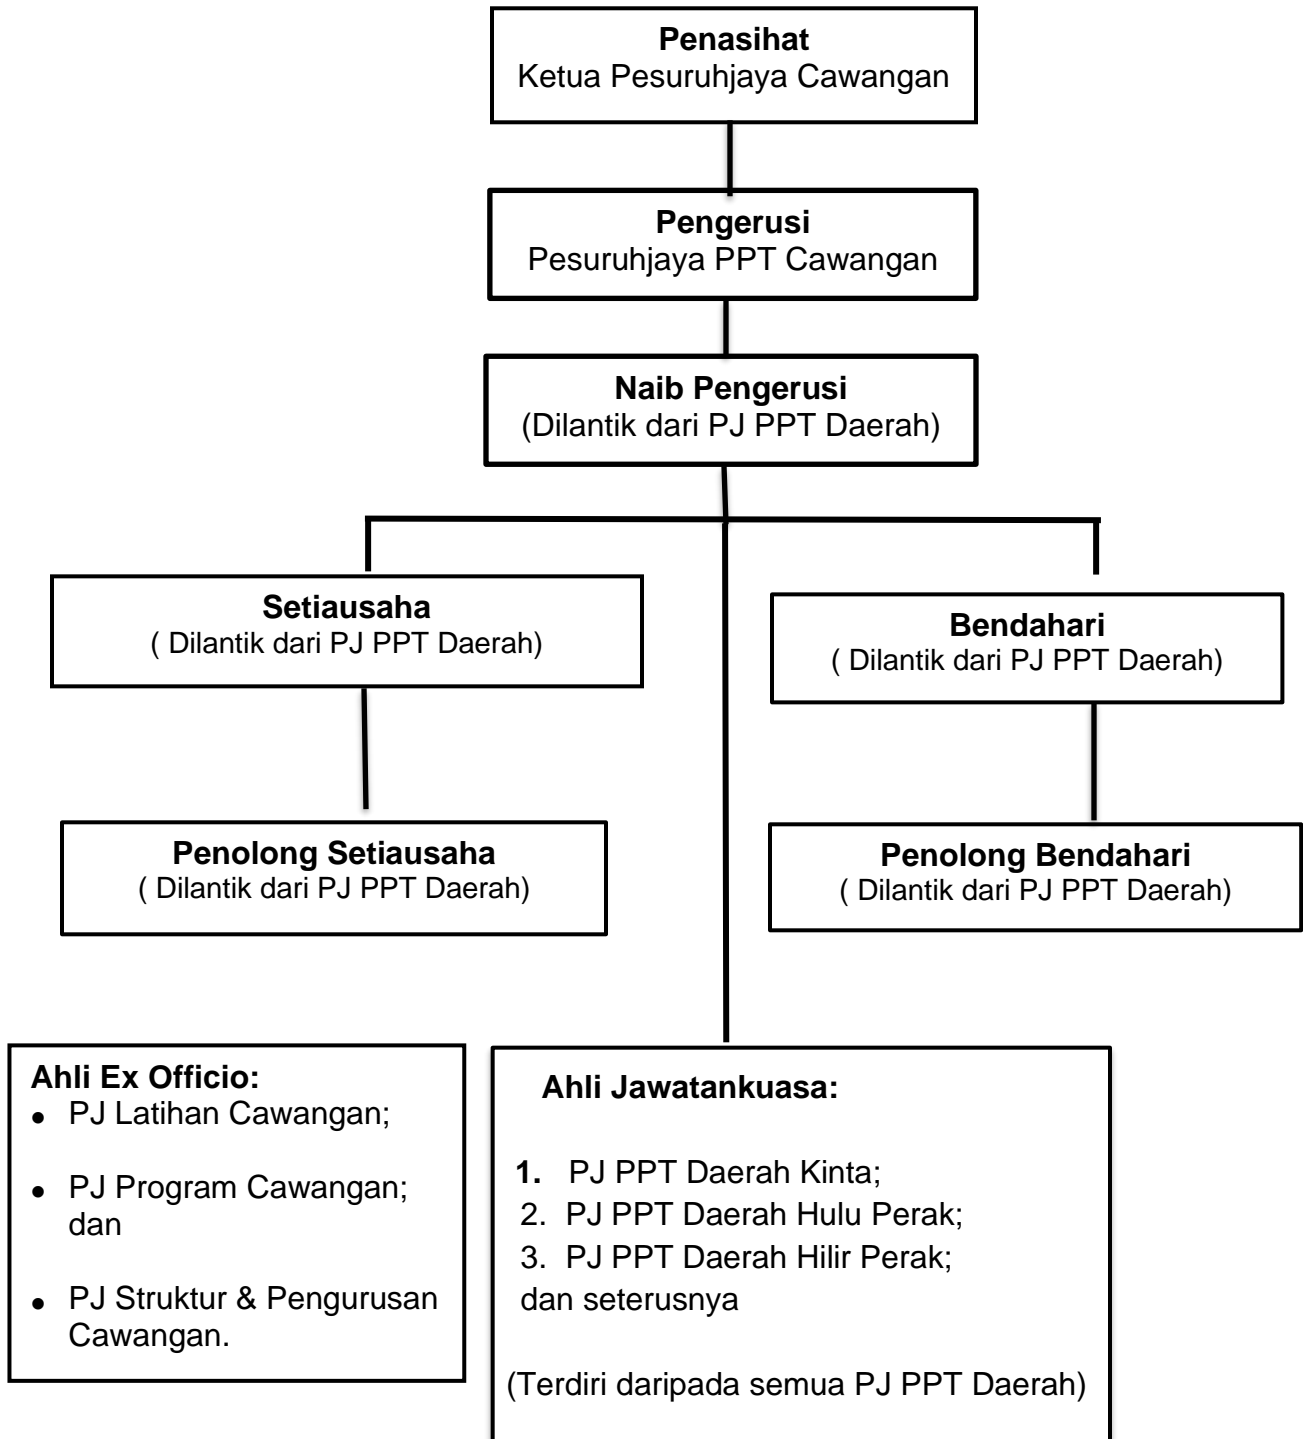 Penasihat
Ketua Pesuruhjaya Cawangan
Pengerusi
Pesuruhjaya PPT Cawangan
Naib Pengerusi
(Dilantik dari PJ PPT Daerah)
Setiausaha
( Dilantik dari PJ PPT Daerah)
Bendahari
( Dilantik dari PJ PPT Daerah)
Penolong Setiausaha
( Dilantik dari PJ PPT Daerah)
Penolong Bendahari
( Dilantik dari PJ PPT Daerah)
Ahli Ex Officio:
• PJ Latihan Cawangan;
• PJ Program Cawangan;
dan
• PJ Struktur & Pengurusan
Cawangan.
Ahli Jawatankuasa:
1. PJ PPT Daerah Kinta;
2. PJ PPT Daerah Hulu Perak;
3. PJ PPT Daerah Hilir Perak;
dan seterusnya
(Terdiri daripada semua PJ PPT Daerah)